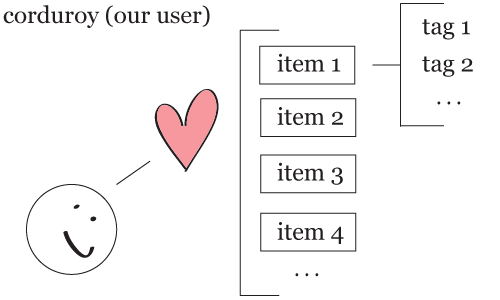 corduroy (our user)
item 1
item 2
item 3
item 4
...
tag 1
tag 2
...